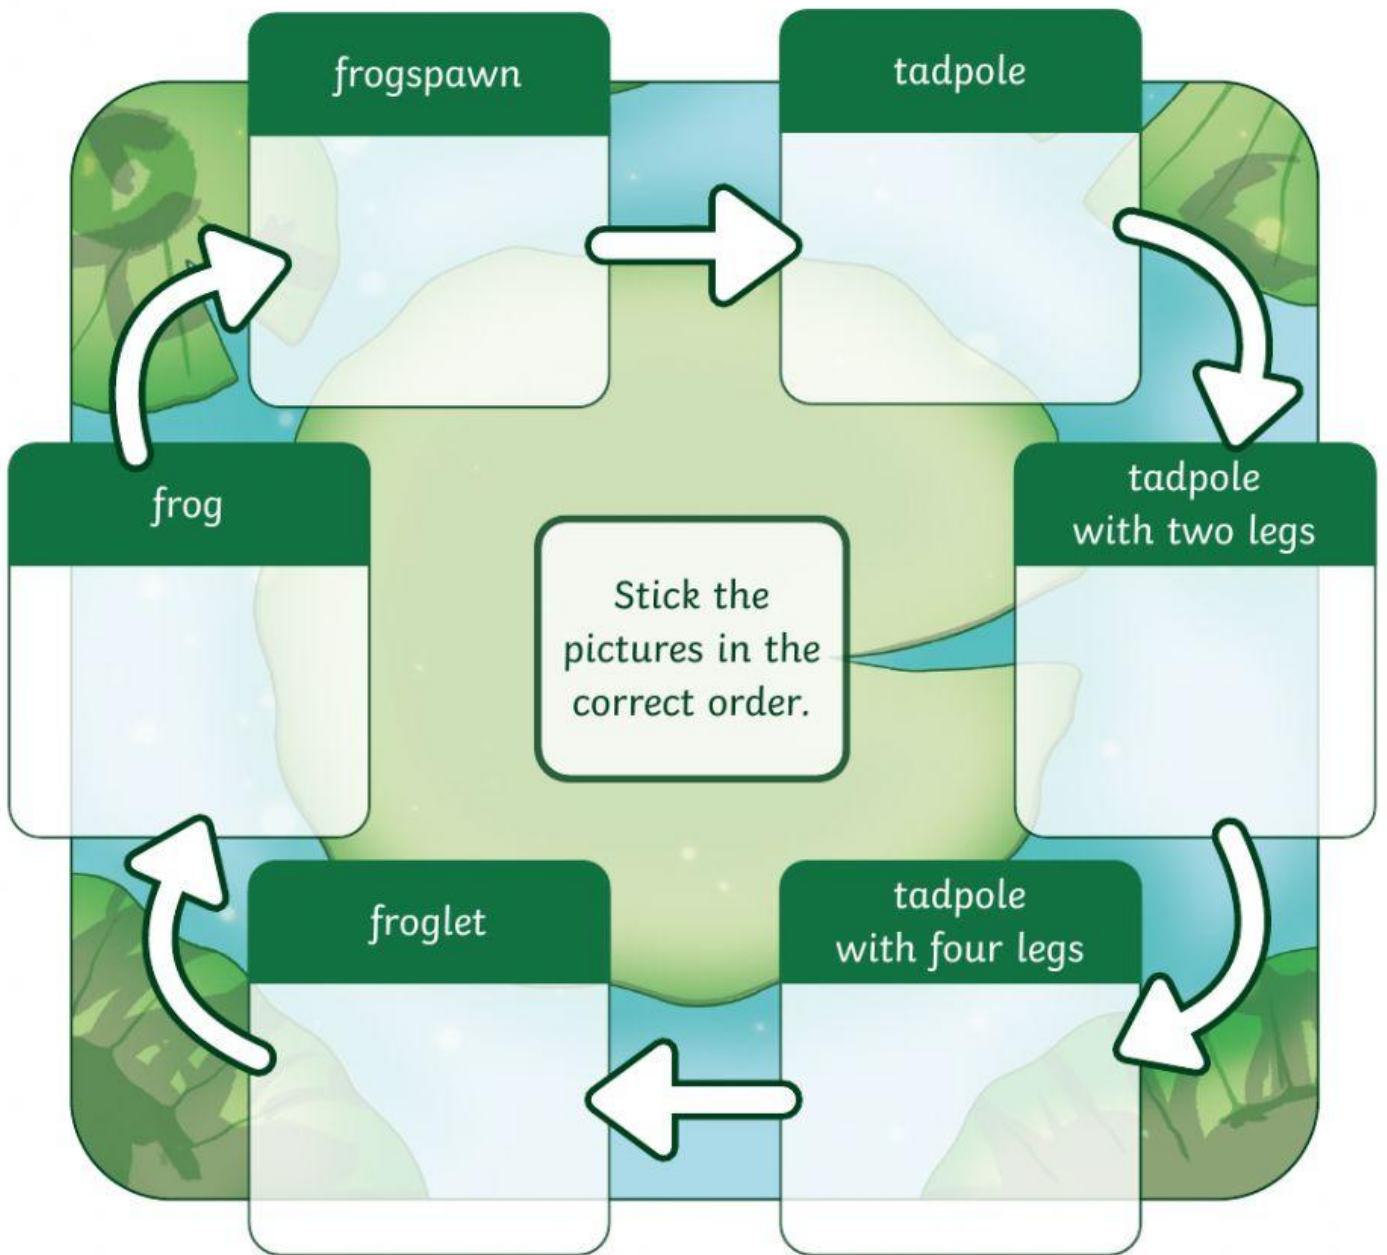 frogspawn
tadpole
tadpole
with two legs
tadpole
with four legs
froglet
frog
Stick the
pictures in the
correct order.